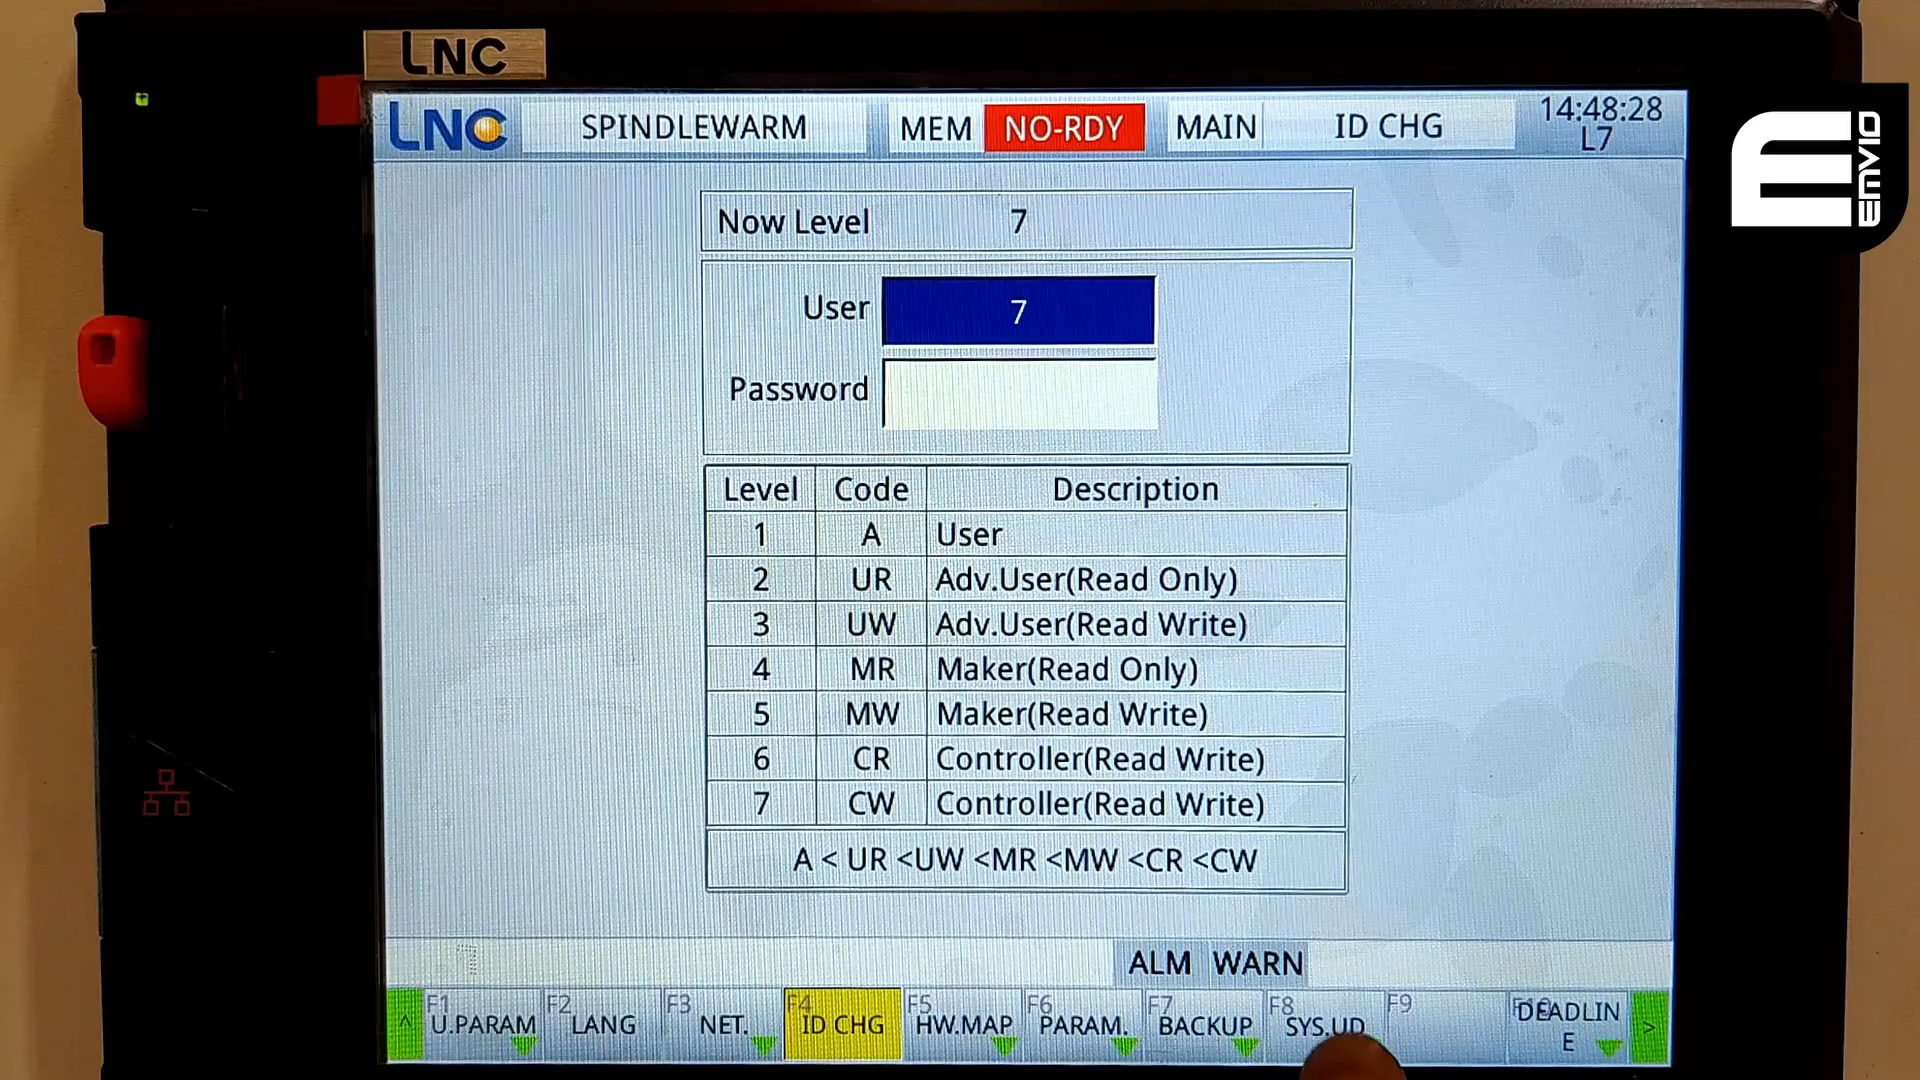 LNC
LNC SPINDLEWARM MEM NO-RDY MAIN ID CHG 14:48:28
L7
ENVIO
Now Level 7
User 7
Password
Level Code Description
1 A User
2 UR Adv.User(Read Only)
3 UW Adv.User(Read Write)
4 MR Maker(Read Only)
5 MW Maker(Read Write)
6 CR Controller(Read Write)
7 CW Controller(Read Write)
A < UR <UW <MR <MW <CR <CW
ALM WARN
F1 U.PARAM
F2 LANG
F3 NET.
F4 ID CHG
F5 HW.MAP
F6 PARAM.
F7 BACKUP
F8 SYS.UD
F9
DEADLIN
E